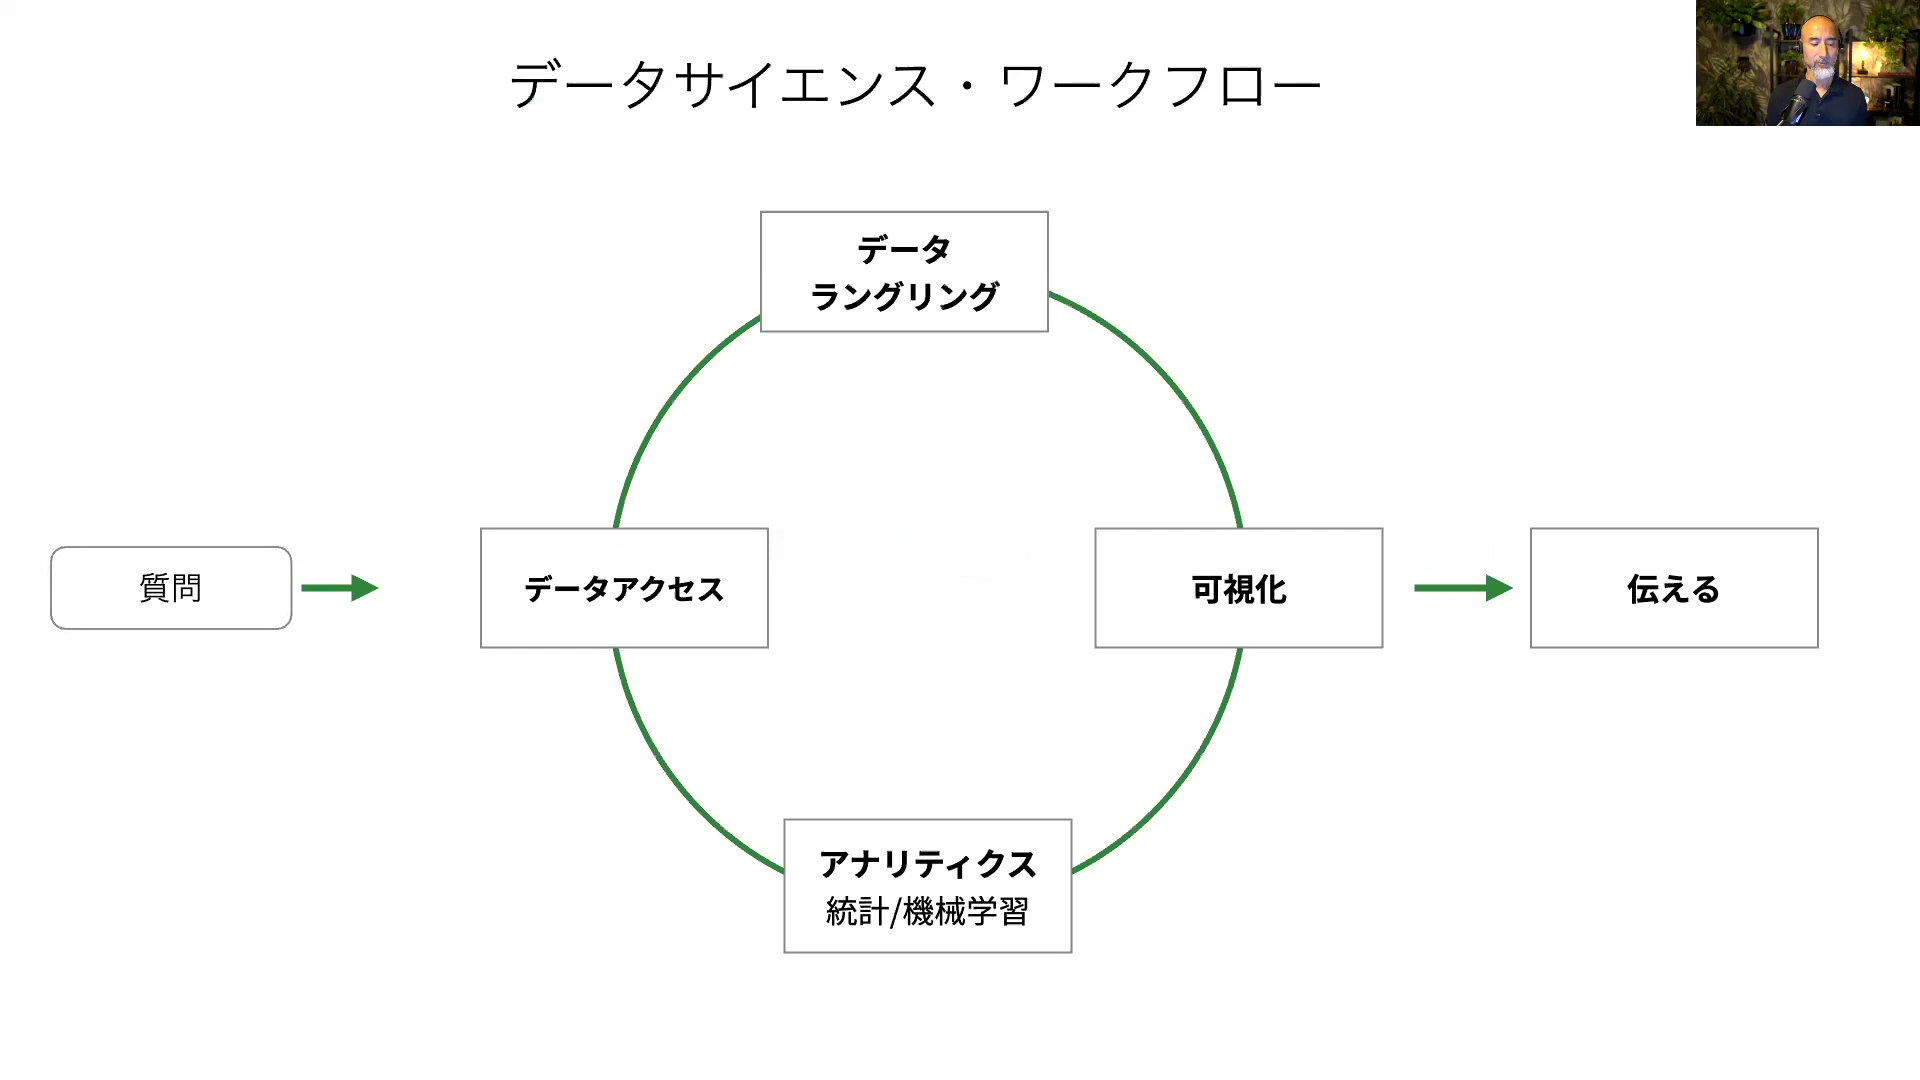 データサイエンス・ワークフロー
データ
ラングリング
質問
データアクセス
可視化
伝える
アナリティクス
統計/機械学習